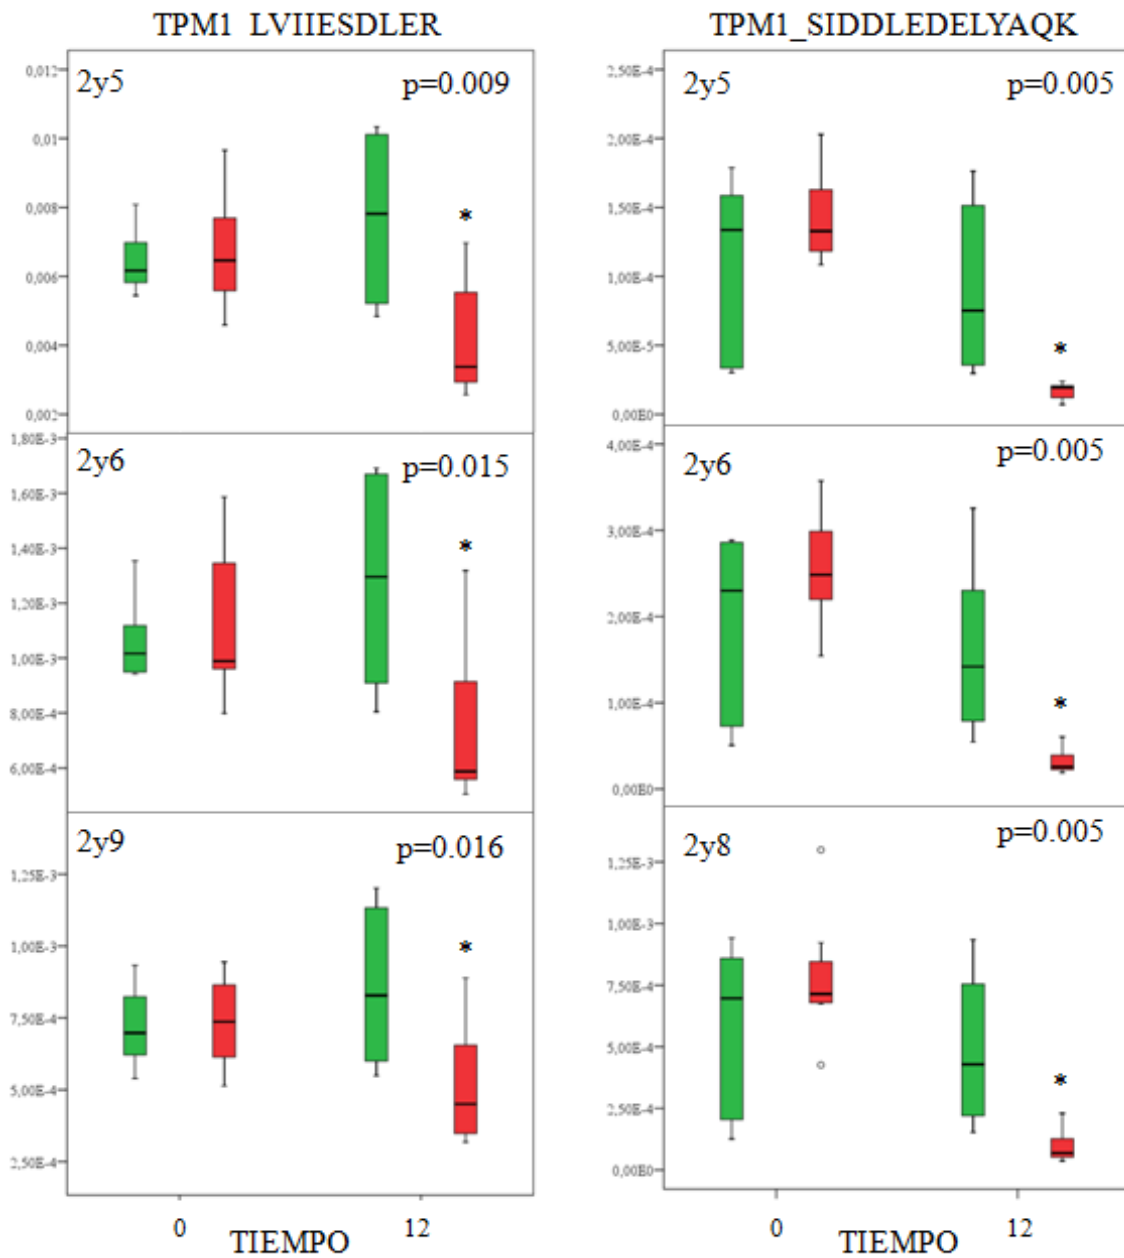 TPM1 LVIIESDLER
2y5
p=0.009
0,012
0,01
0,008
0,006
0,004
0,002
*
2y6
p=0.015
1,80E-3
1,60E-3
1,40E-3
1,20E-3
1,00E-3
8,00E-4
6,00E-4
*
2y9
p=0.016
1,25E-3
1,00E-3
7,50E-4
5,00E-4
2,50E-4
*
0 12
TIEMPO
TPM1_SIDDLEDELYAQK
2y5
p=0.005
2,50E-4
2,00E-4
1,50E-4
1,00E-4
5,00E-5
0,00E0
*
2y6
p=0.005
4,00E-4
3,00E-4
2,00E-4
1,00E-4
0,00E0
*
2y8
p=0.005
1,25E-3
1,00E-3
7,50E-4
5,00E-4
2,50E-4
0,00E0
*
0 12
TIEMPO